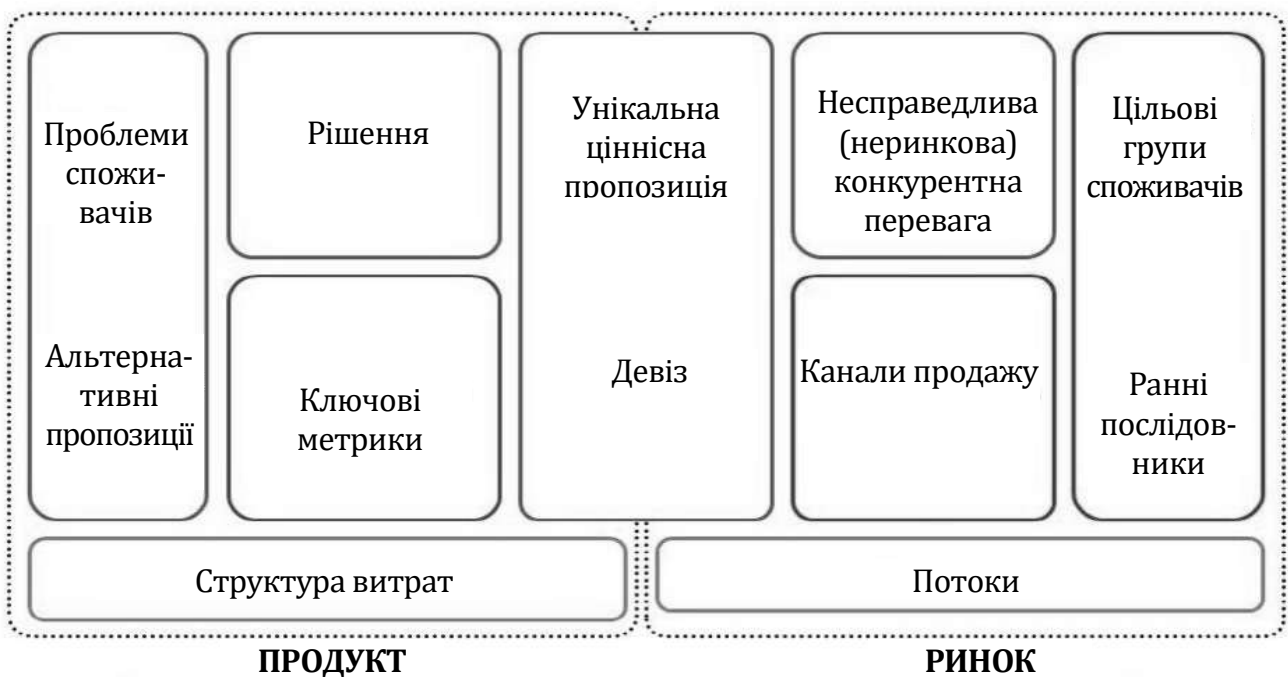 Проблеми
спожи-
вачів
Альтерна-
тивні
пропозиції
Рішення
Ключові
метрики
Унікальна
ціннісна
пропозиція
Девіз
Несправедлива
(неринкова)
конкурентна
перевага
Канали продажу
Цільові
групи
споживачів
Ранні
послідов-
ники
Структура витрат
Потоки
ПРОДУКТ
РИНОК